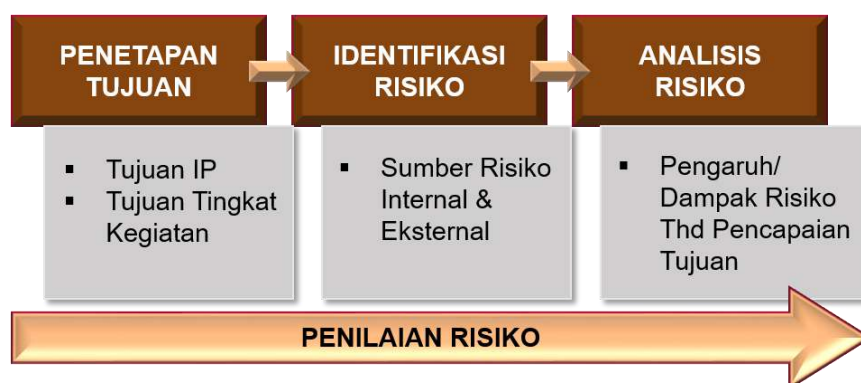 PENETAPAN
TUJUAN
IDENTIFIKASI
RISIKO
ANALISIS
RISIKO
▪ Tujuan IP
▪ Tujuan Tingkat
Kegiatan
▪ Sumber Risiko
Internal &
Eksternal
▪ Pengaruh/
Dampak Risiko
Thd Pencapaian
Tujuan
PENILAIAN RISIKO